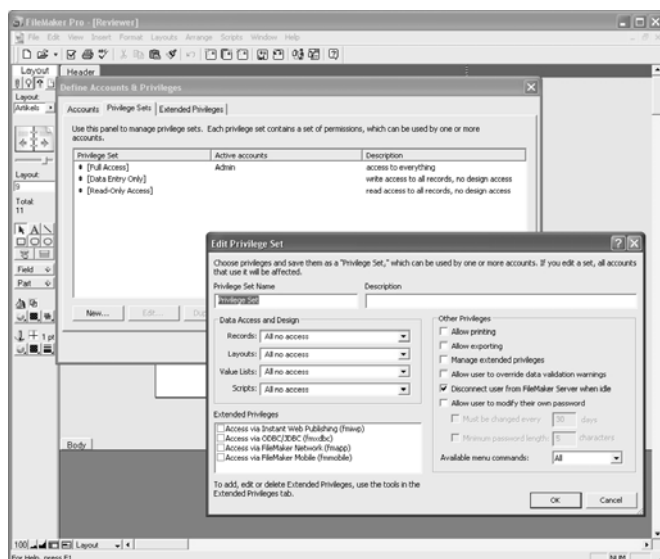 FileMaker Pro - [Reviewer]
File Edit View Insert Format Layouts Arrange Scripts Window Help
Layout
Header
Layout:
Artikels
Layout:
9
Total:
11
Field
Part
1 pt
Body
100
Layout
For Help, press F1
NUM
Define Accounts & Privileges
Accounts Privilege Sets Extended Privileges
Use this panel to manage privilege sets. Each privilege set contains a set of permissions, which can be used by one or more
accounts.
Privilege Set Active accounts Description
[Full Access] Admin access to everything
[Data Entry Only] write access to all records, no design access
[Read-Only Access] read access to all records, no design access
New... Edit...
Edit Privilege Set
Choose privileges and save them as a "Privilege Set," which can be used by one or more accounts. If you edit a set, all accounts
that use it will be affected.
Privilege Set Name Description
Privilege Set
Data Access and Design
Records: All no access
Layouts: All no access
Value Lists: All no access
Scripts: All no access
Extended Privileges
Access via Instant Web Publishing (fmiwp)
Access via ODBC/JDBC (fmxdbc)
Access via FileMaker Network (fmapp)
Access via FileMaker Mobile (fmmobile)
To add, edit or delete Extended Privileges, use the tools in the
Extended Privileges tab.
Other Privileges
Allow printing
Allow exporting
Manage extended privileges
Allow user to override data validation warnings
Disconnect user from FileMaker Server when idle
Allow user to modify their own password
Must be changed every 30 days
Minimum password length: characters
Available menu commands: All
OK Cancel